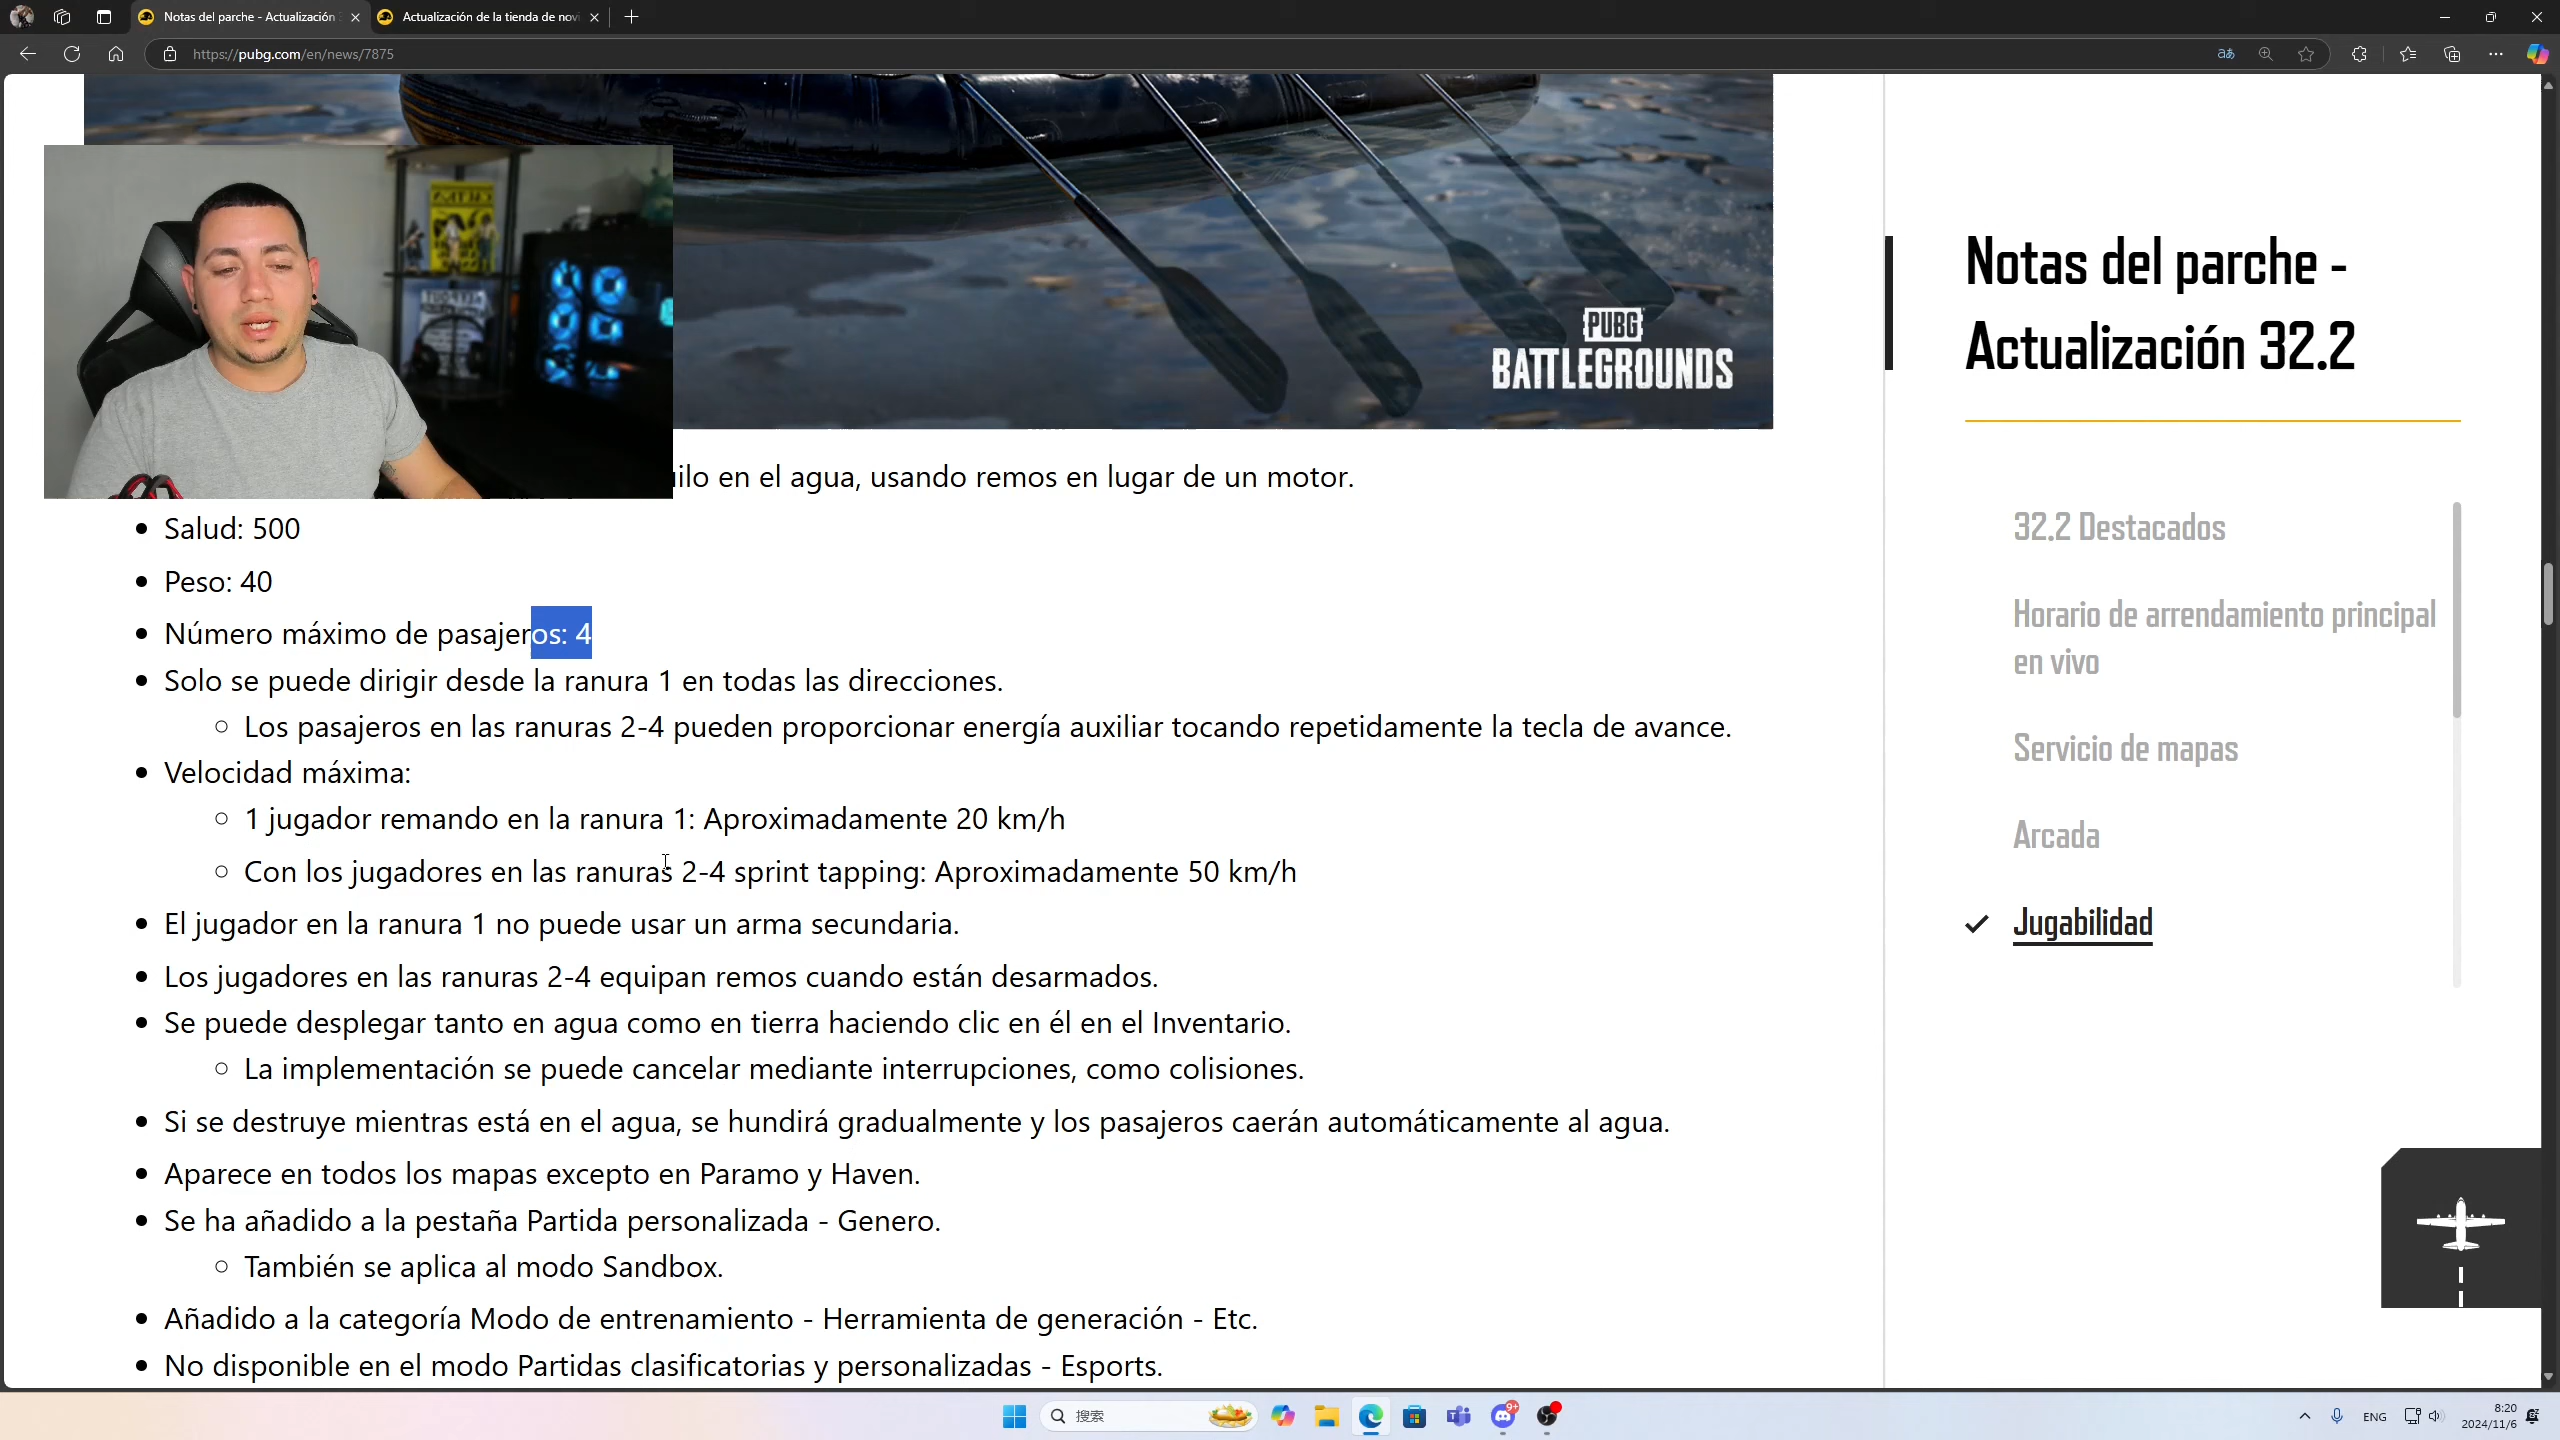 Notas del parche - Actualización
Actualización de la tienda de novi
https://pubg.com/en/news/7875
PUBG
BATTLEGROUNDS
ilo en el agua, usando remos en lugar de un motor.
Salud: 500
Peso: 40
Número máximo de pasajeros: 4
Solo se puede dirigir desde la ranura 1 en todas las direcciones.
Los pasajeros en las ranuras 2-4 pueden proporcionar energía auxiliar tocando repetidamente la tecla de avance.
Velocidad máxima:
1 jugador remando en la ranura 1: Aproximadamente 20 km/h
Con los jugadores en las ranuras 2-4 sprint tapping: Aproximadamente 50 km/h
El jugador en la ranura 1 no puede usar un arma secundaria.
Los jugadores en las ranuras 2-4 equipan remos cuando están desarmados.
Se puede desplegar tanto en agua como en tierra haciendo clic en él en el Inventario.
La implementación se puede cancelar mediante interrupciones, como colisiones.
Si se destruye mientras está en el agua, se hundirá gradualmente y los pasajeros caerán automáticamente al agua.
Aparece en todos los mapas excepto en Paramo y Haven.
Se ha añadido a la pestaña Partida personalizada - Genero.
También se aplica al modo Sandbox.
Añadido a la categoría Modo de entrenamiento - Herramienta de generación - Etc.
No disponible en el modo Partidas clasificatorias y personalizadas - Esports.
Notas del parche -
Actualización 32.2
32.2 Destacados
Horario de arrendamiento principal
en vivo
Servicio de mapas
Arcada
Jugabilidad
搜索
9+
ENG
8:20
2024/11/6